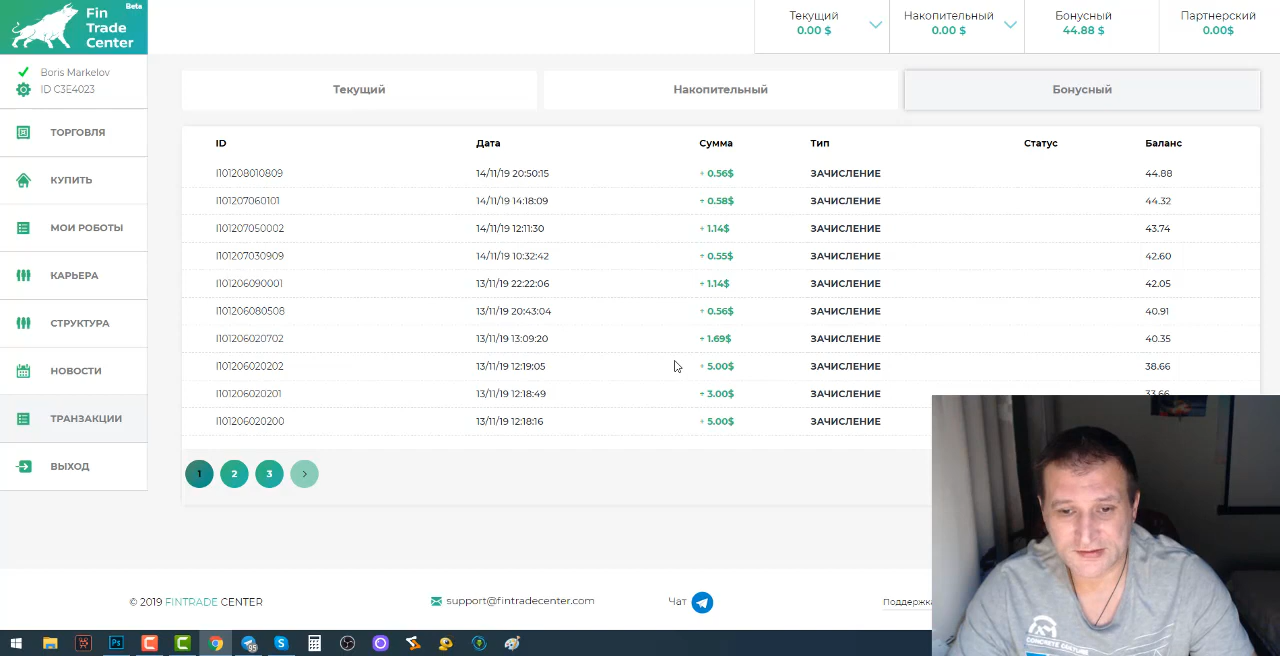 Fin Trade Center
Beta
Текущий
0.00 $
Накопительный
0.00 $
Бонусный
44.88 $
Партнерский
0.00$
Boris Markelov
ID C3E4023
ТОРГОВЛЯ
КУПИТЬ
МОИ РОБОТЫ
КАРЬЕРА
СТРУКТУРА
НОВОСТИ
ТРАНЗАКЦИИ
ВЫХОД
Текущий Накопительный Бонусный
ID Дата Сумма Тип Статус Баланс
I101208010809 14/11/19 20:50:15 + 0.56$ ЗАЧИСЛЕНИЕ 44.88
I101207060101 14/11/19 14:18:09 + 0.58$ ЗАЧИСЛЕНИЕ 44.32
I101207050002 14/11/19 12:11:30 + 1.14$ ЗАЧИСЛЕНИЕ 43.74
I101207030909 14/11/19 10:32:42 + 0.55$ ЗАЧИСЛЕНИЕ 42.60
I101206090001 13/11/19 22:22:06 + 1.14$ ЗАЧИСЛЕНИЕ 42.05
I101206080508 13/11/19 20:43:04 + 0.56$ ЗАЧИСЛЕНИЕ 40.91
I101206020702 13/11/19 13:09:20 + 1.69$ ЗАЧИСЛЕНИЕ 40.35
I101206020202 13/11/19 12:19:05 + 5.00$ ЗАЧИСЛЕНИЕ 38.66
I101206020201 13/11/19 12:18:49 + 3.00$ ЗАЧИСЛЕНИЕ 33.66
I101206020200 13/11/19 12:18:16 + 5.00$ ЗАЧИСЛЕНИЕ
1 2 3 >
© 2019 FINTRADE CENTER support@fintradecenter.com Чат Поддержка
CONCRETE CULTURE